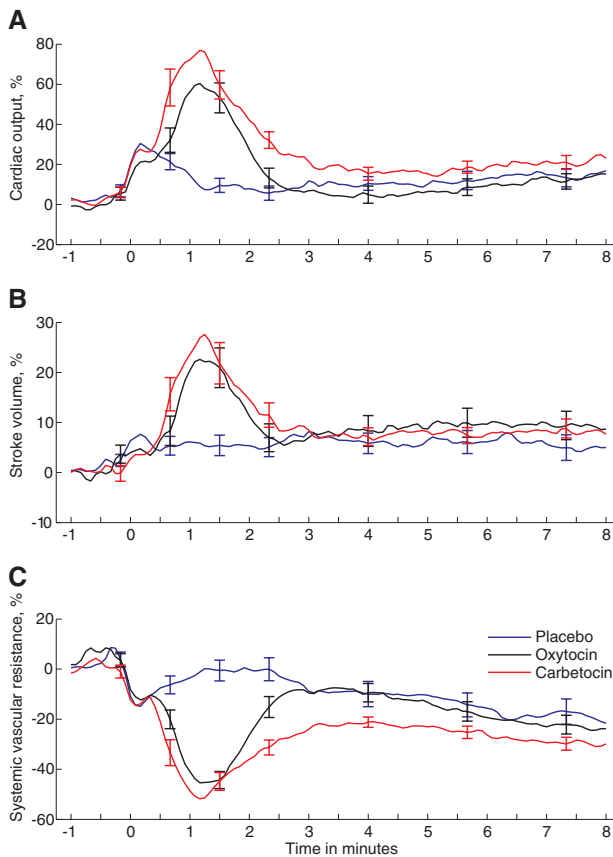 A
Cardiac output, %
80
60
40
20
0
-20
-1 0 1 2 3 4 5 6 7 8
B
Stroke volume, %
30
20
10
0
-10
-1 0 1 2 3 4 5 6 7 8
C
Systemic vascular resistance, %
20
0
-20
-40
-60
Placebo
Oxytocin
Carbetocin
-1 0 1 2 3 4 5 6 7 8
Time in minutes